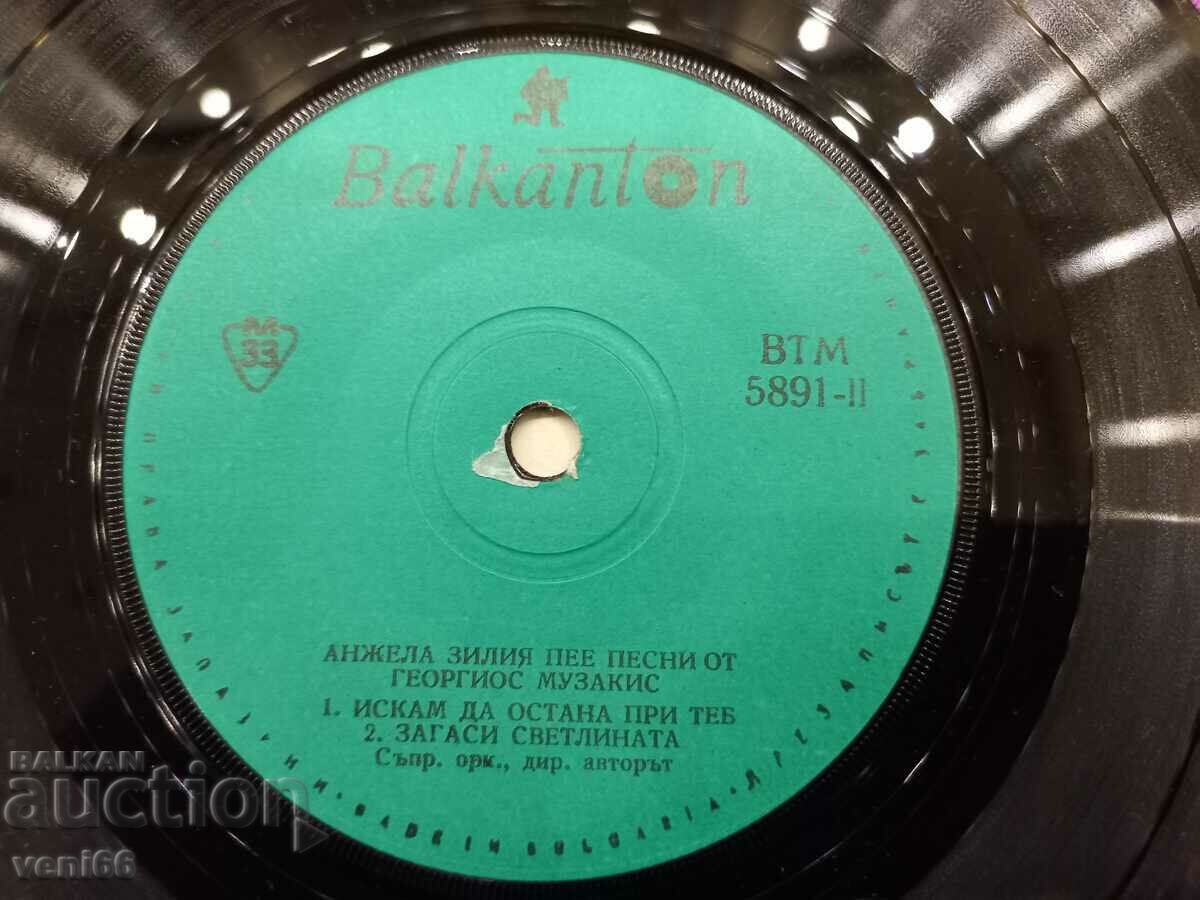 Balkanton
33
ВТМ
5891-II
АНЖЕЛА ЗИЛИЯ ПЕЕ ПЕСНИ ОТ
ГЕОРГИОС МУЗАКИС
1. ИСКАМ ДА ОСТАНА ПРИ ТЕБ
2. ЗАГАСИ СВЕТЛИНАТА
Съпр. орк., дир. авторът
MADE IN BULGARIA
BALKAN
auction
veni66